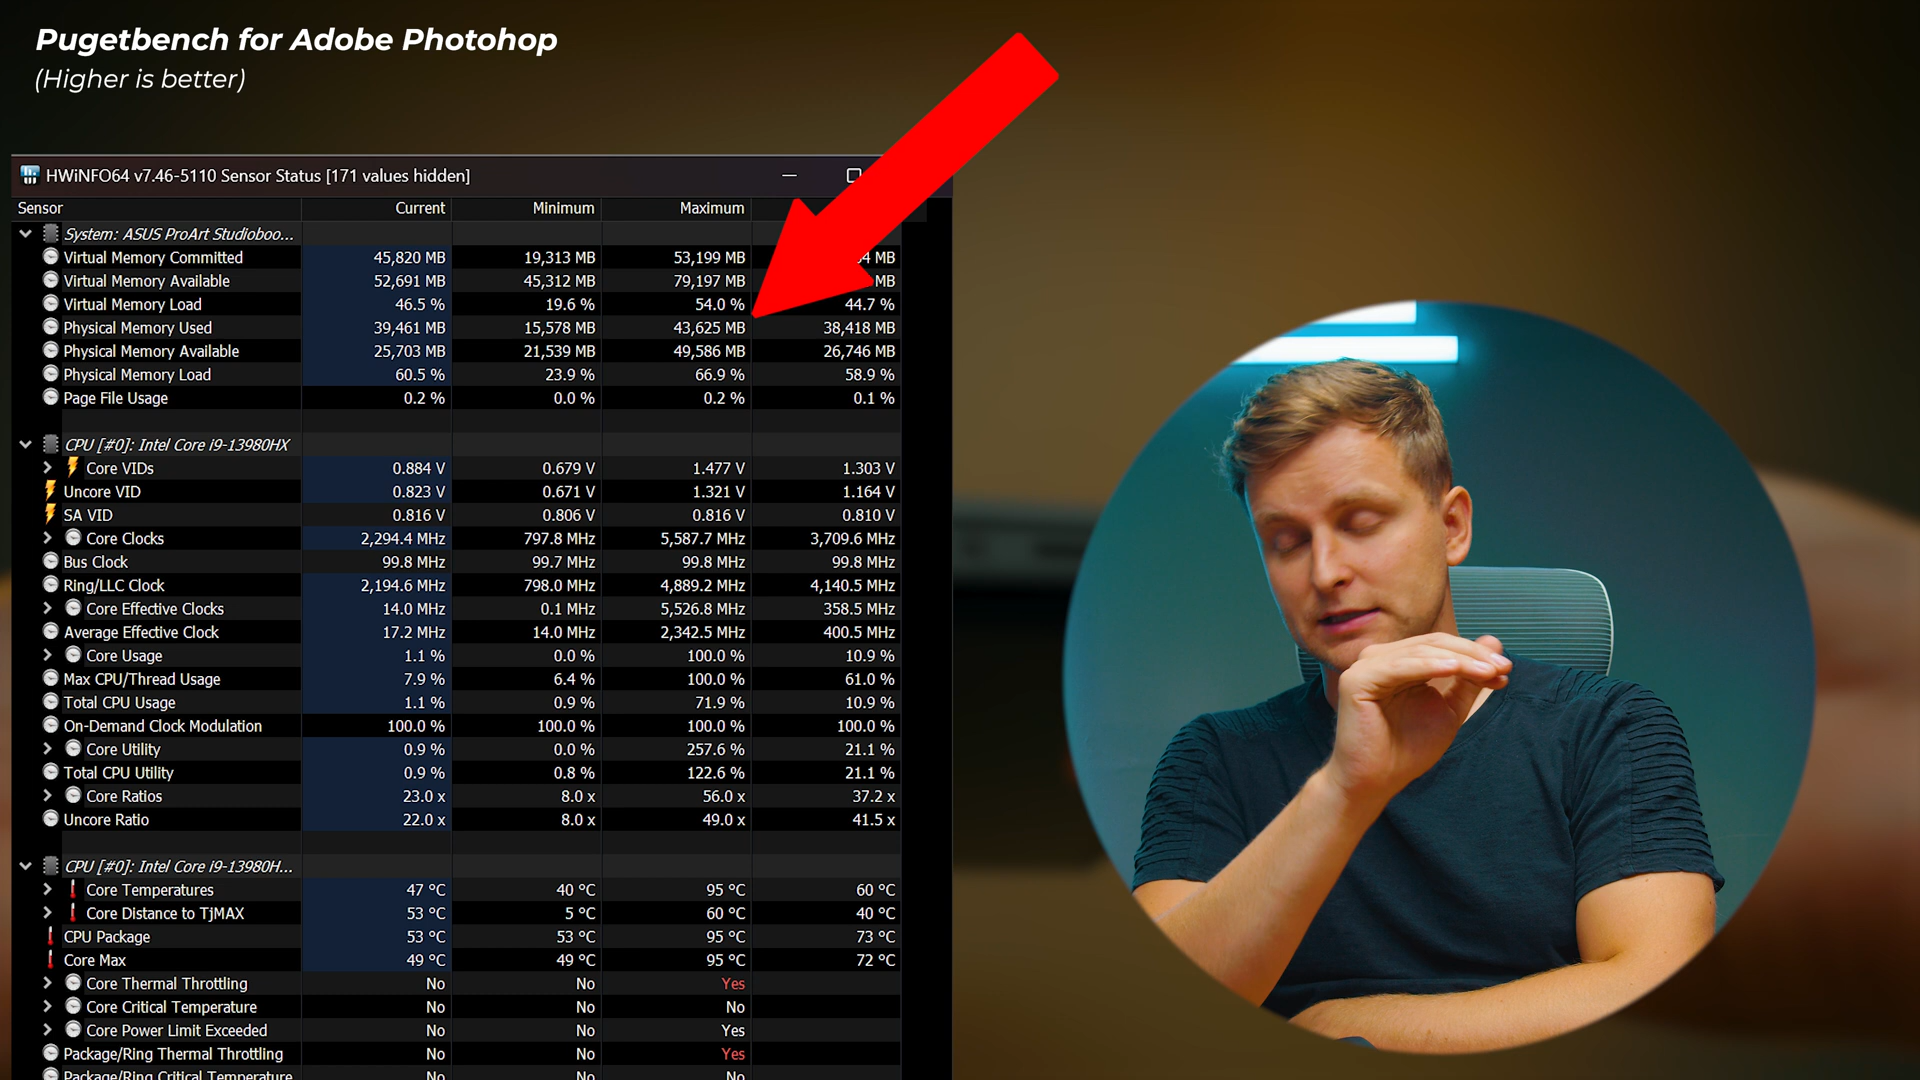 Pugetbench for Adobe Photohop
(Higher is better)
HWiNFO64 v7.46-5110 Sensor Status [171 values hidden]
Sensor Current Minimum Maximum
System: ASUS ProArt Studioboo...
Virtual Memory Committed 45,820 MB 19,313 MB 53,199 MB 4 MB
Virtual Memory Available 52,691 MB 45,312 MB 79,197 MB MB
Virtual Memory Load 46.5 % 19.6 % 54.0 % 44.7 %
Physical Memory Used 39,461 MB 15,578 MB 43,625 MB 38,418 MB
Physical Memory Available 25,703 MB 21,539 MB 49,586 MB 26,746 MB
Physical Memory Load 60.5 % 23.9 % 66.9 % 58.9 %
Page File Usage 0.2 % 0.0 % 0.2 % 0.1 %
CPU [#0]: Intel Core i9-13980HX
Core VIDs 0.884 V 0.679 V 1.477 V 1.303 V
Uncore VID 0.823 V 0.671 V 1.321 V 1.164 V
SA VID 0.816 V 0.806 V 0.816 V 0.810 V
Core Clocks 2,294.4 MHz 797.8 MHz 5,587.7 MHz 3,709.6 MHz
Bus Clock 99.8 MHz 99.7 MHz 99.8 MHz 99.8 MHz
Ring/LLC Clock 2,194.6 MHz 798.0 MHz 4,889.2 MHz 4,140.5 MHz
Core Effective Clocks 14.0 MHz 0.1 MHz 5,526.8 MHz 358.5 MHz
Average Effective Clock 17.2 MHz 14.0 MHz 2,342.5 MHz 400.5 MHz
Core Usage 1.1 % 0.0 % 100.0 % 10.9 %
Max CPU/Thread Usage 7.9 % 6.4 % 100.0 % 61.0 %
Total CPU Usage 1.1 % 0.9 % 71.9 % 10.9 %
On-Demand Clock Modulation 100.0 % 100.0 % 100.0 % 100.0 %
Core Utility 0.9 % 0.0 % 257.6 % 21.1 %
Total CPU Utility 0.9 % 0.8 % 122.6 % 21.1 %
Core Ratios 23.0 x 8.0 x 56.0 x 37.2 x
Uncore Ratio 22.0 x 8.0 x 49.0 x 41.5 x
CPU [#0]: Intel Core i9-13980H...
Core Temperatures 47 °C 40 °C 95 °C 60 °C
Core Distance to TjMAX 53 °C 5 °C 60 °C 40 °C
CPU Package 53 °C 53 °C 95 °C 73 °C
Core Max 49 °C 49 °C 95 °C 72 °C
Core Thermal Throttling No No Yes
Core Critical Temperature No No No
Core Power Limit Exceeded No No Yes
Package/Ring Thermal Throttling No No Yes
Package/Ring Critical Temperature No No No